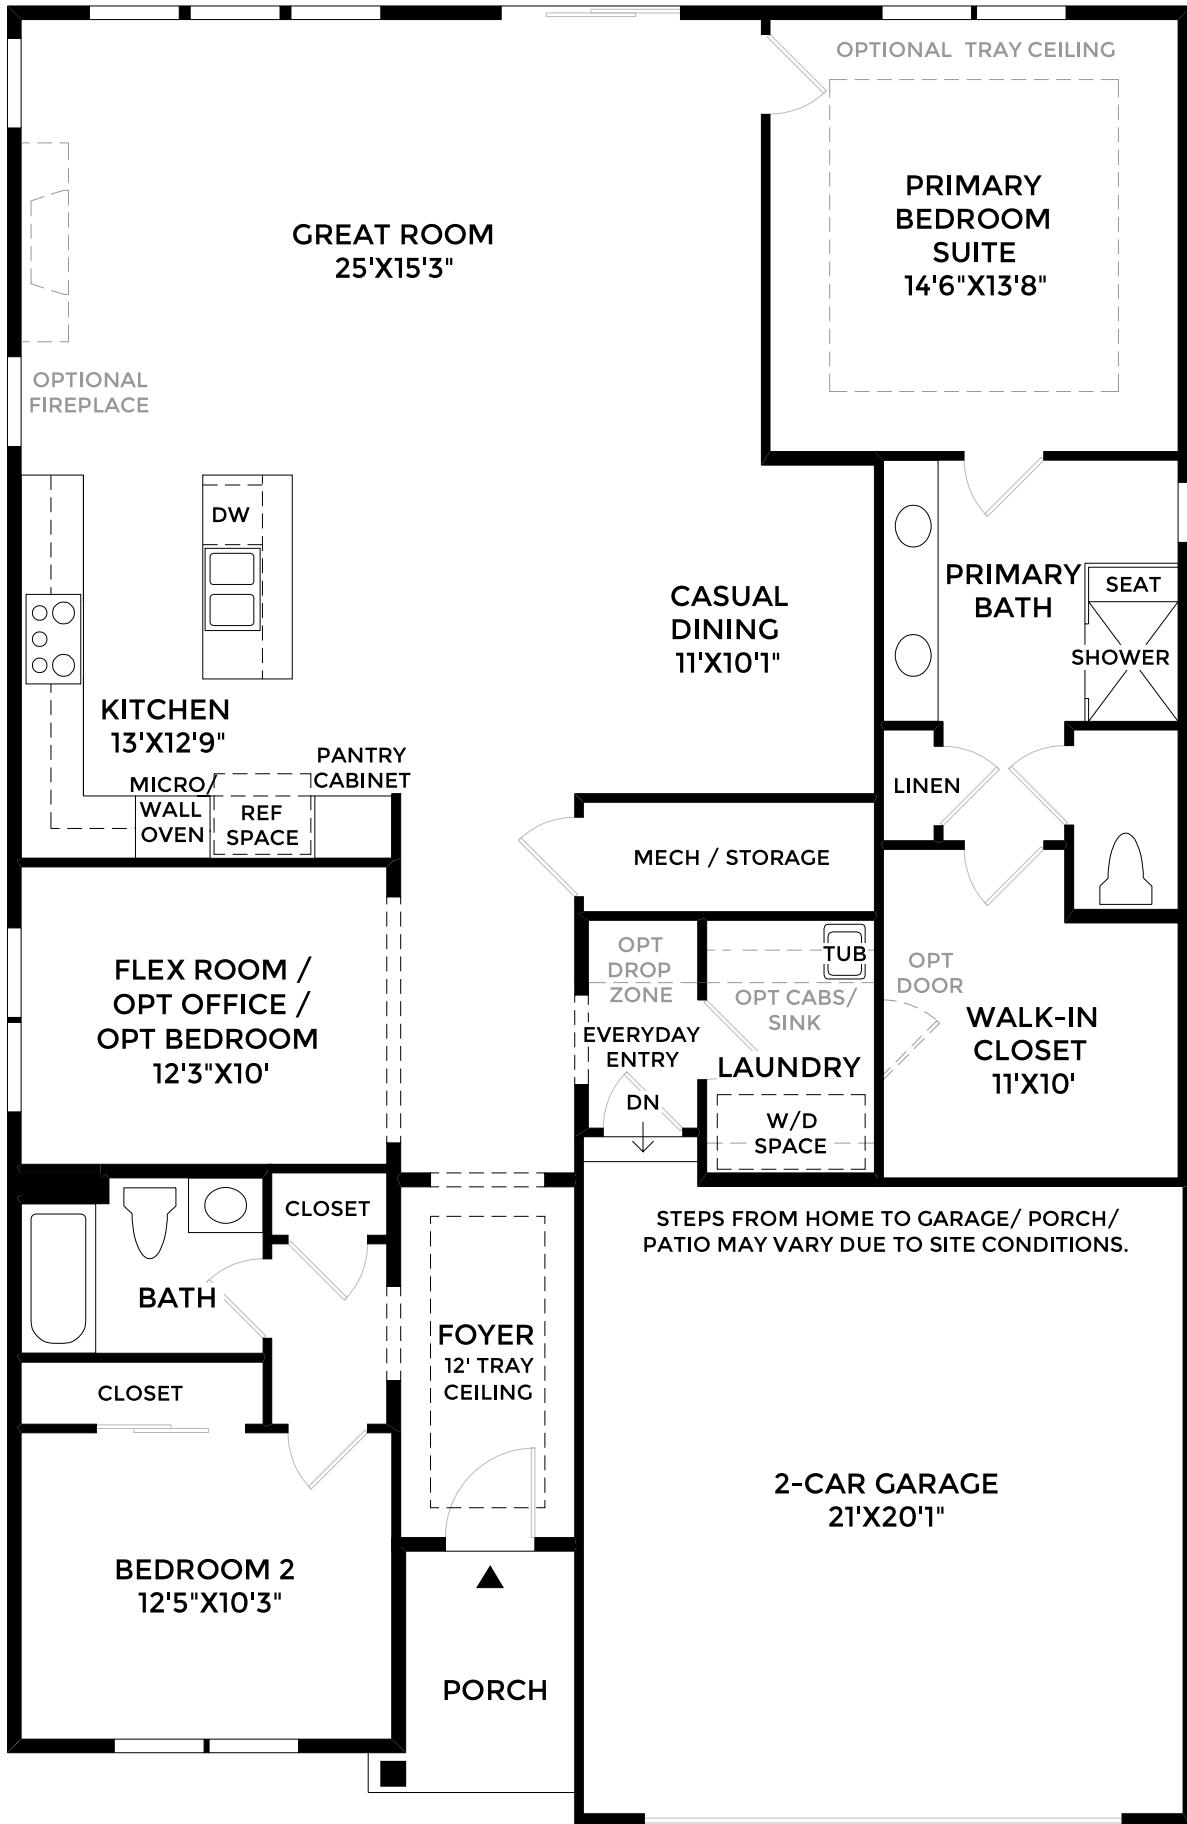 OPTIONAL TRAY CEILING
PRIMARY
BEDROOM
SUITE
14'6"X13'8"
GREAT ROOM
25'X15'3"
OPTIONAL
FIREPLACE
DW
CASUAL
DINING
11'X10'1"
PRIMARY
BATH
SEAT
SHOWER
KITCHEN
13'X12'9"
PANTRY
CABINET
MICRO/
WALL
OVEN
REF
SPACE
LINEN
MECH / STORAGE
FLEX ROOM /
OPT OFFICE /
OPT BEDROOM
12'3"X10'
OPT
DROP
ZONE
TUB
OPT CABS/
SINK
OPT
DOOR
EVERYDAY
ENTRY
LAUNDRY
WALK-IN
CLOSET
11'X10'
DN
W/D
SPACE
CLOSET
STEPS FROM HOME TO GARAGE/ PORCH/
PATIO MAY VARY DUE TO SITE CONDITIONS.
BATH
FOYER
12' TRAY
CEILING
CLOSET
2-CAR GARAGE
21'X20'1"
BEDROOM 2
12'5"X10'3"
PORCH